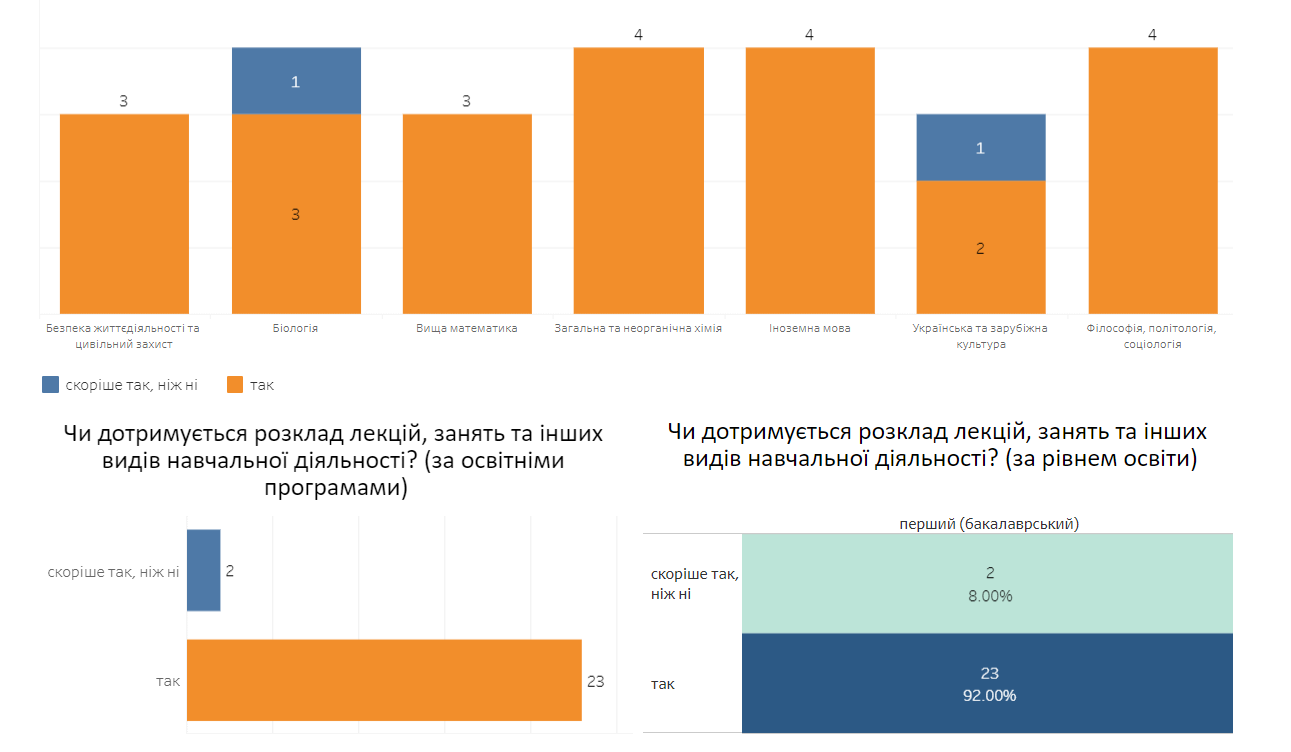 4
4
4
3
1
3
3
1
2
Безпека життєдіяльності та
цивільний захист
Біологія
Вища математика
Загальна та неорганічна хімія
Іноземна мова
Українська та зарубіжна
культура
Філософія, політологія,
соціологія
скоріше так, ніж ні
так
Чи дотримується розклад лекцій, занять та інших
видів навчальної діяльності? (за освітніми
програмами)
скоріше так, ніж ні
2
так
23
Чи дотримується розклад лекцій, занять та інших
видів навчальної діяльності? (за рівнем освіти)
перший (бакалаврський)
скоріше так,
ніж ні
2
8.00%
так
23
92.00%